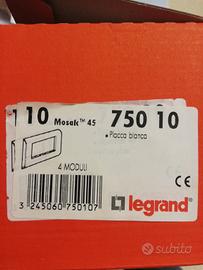 10 Mosaic™ 45 750 10
• Placca bianca
4 MODULI
3 245060 750107
legrand
CE
subito